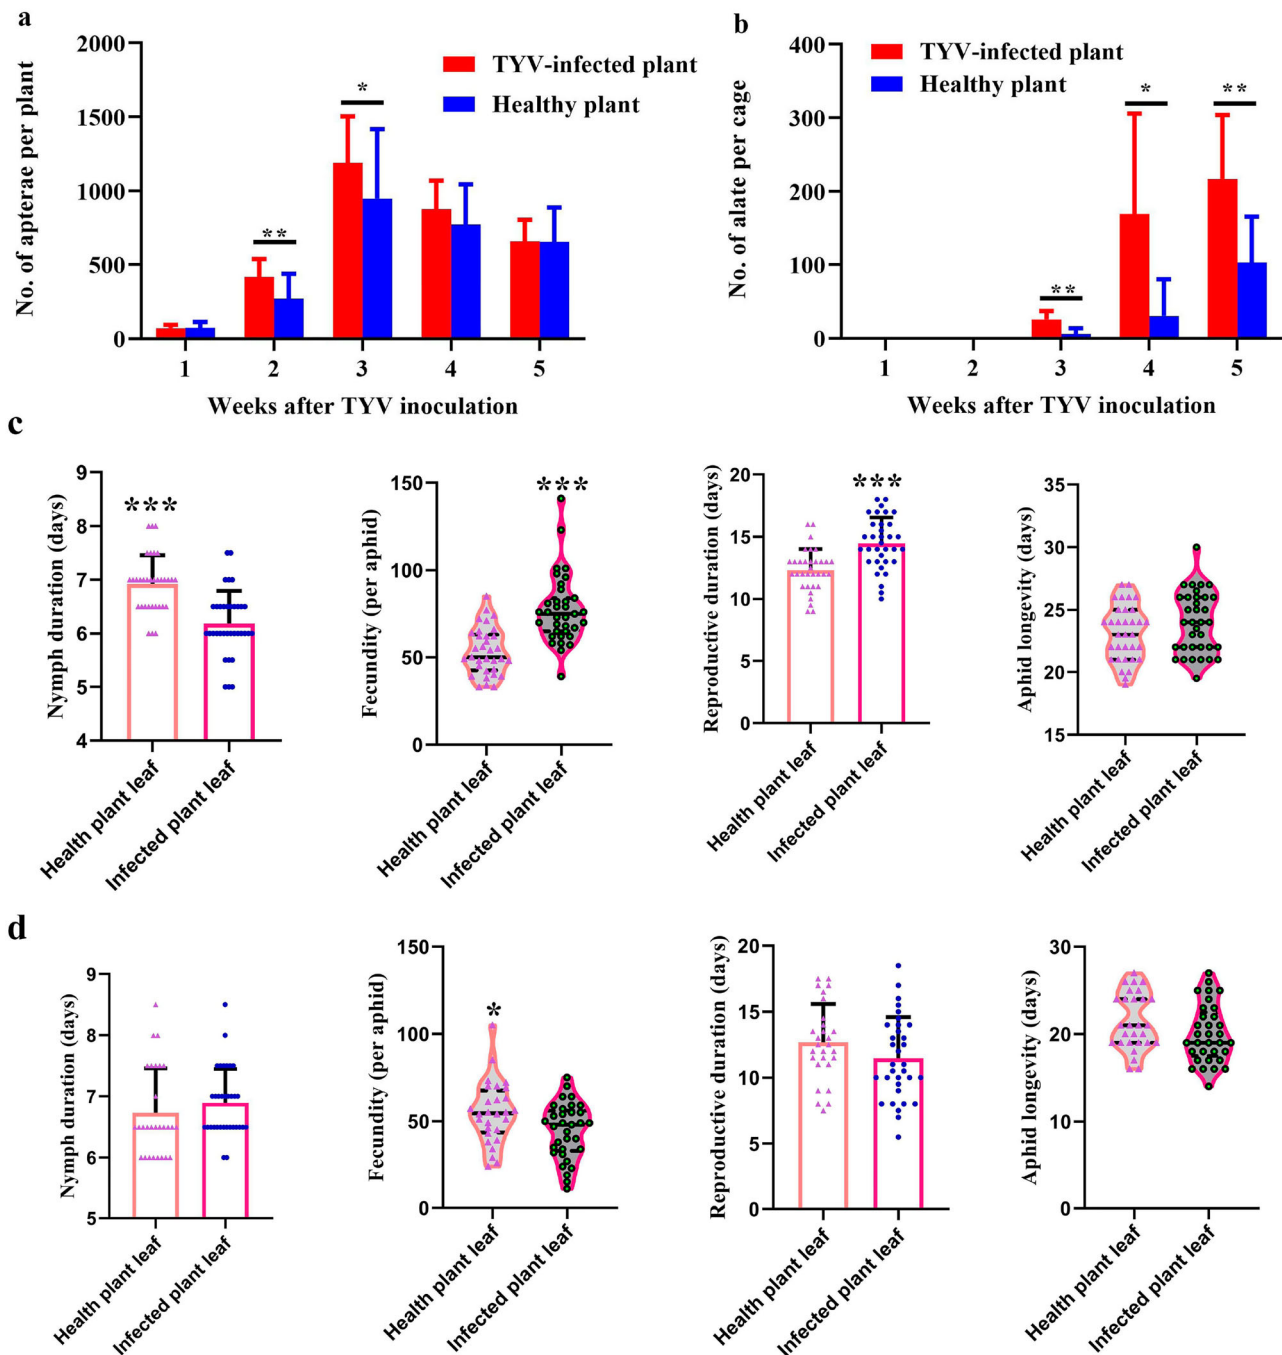 a
No. of apterae per plant
2000
1500
1000
500
0
TYV-infected plant
Healthy plant
**
*
1 2 3 4 5
Weeks after TYV inoculation
b
No. of alate per cage
400
300
200
100
0
TYV-infected plant
Healthy plant
**
*
**
1 2 3 4 5
Weeks after TYV inoculation
c
Nymph duration (days)
9
8
7
6
5
4
***
Health plant leaf
Infected plant leaf
Fecundity (per aphid)
150
100
50
0
***
Health plant leaf
Infected plant leaf
Reproductive duration (days)
20
15
10
5
0
***
Health plant leaf
Infected plant leaf
Aphid longevity (days)
35
30
25
20
15
Health plant leaf
Infected plant leaf
d
Nymph duration (days)
9
8
7
6
5
Health plant leaf
Infected plant leaf
Fecundity (per aphid)
150
100
50
0
*
Health plant leaf
Infected plant leaf
Reproductive duration (days)
20
15
10
5
0
Health plant leaf
Infected plant leaf
Aphid longevity (days)
30
20
10
0
Health plant leaf
Infected plant leaf